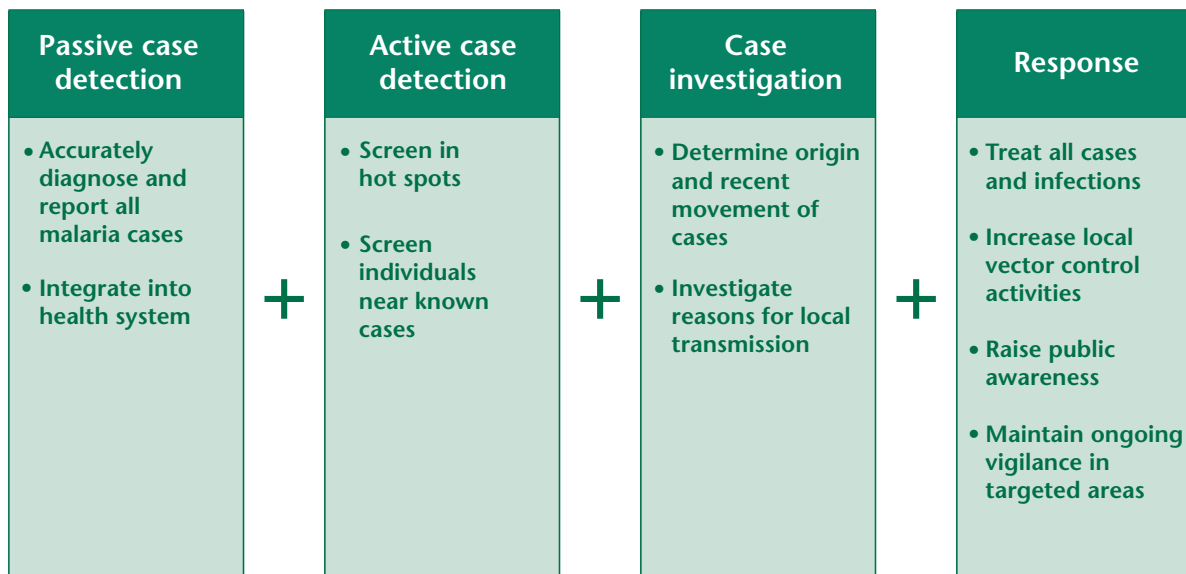 Passive case
detection
• Accurately
diagnose and
report all
malaria cases
• Integrate into
health system
+
Active case
detection
• Screen in
hot spots
• Screen
individuals
near known
cases
+
Case
investigation
• Determine origin
and recent
movement of
cases
• Investigate
reasons for local
transmission
+
Response
• Treat all cases
and infections
• Increase local
vector control
activities
• Raise public
awareness
• Maintain ongoing
vigilance in
targeted areas